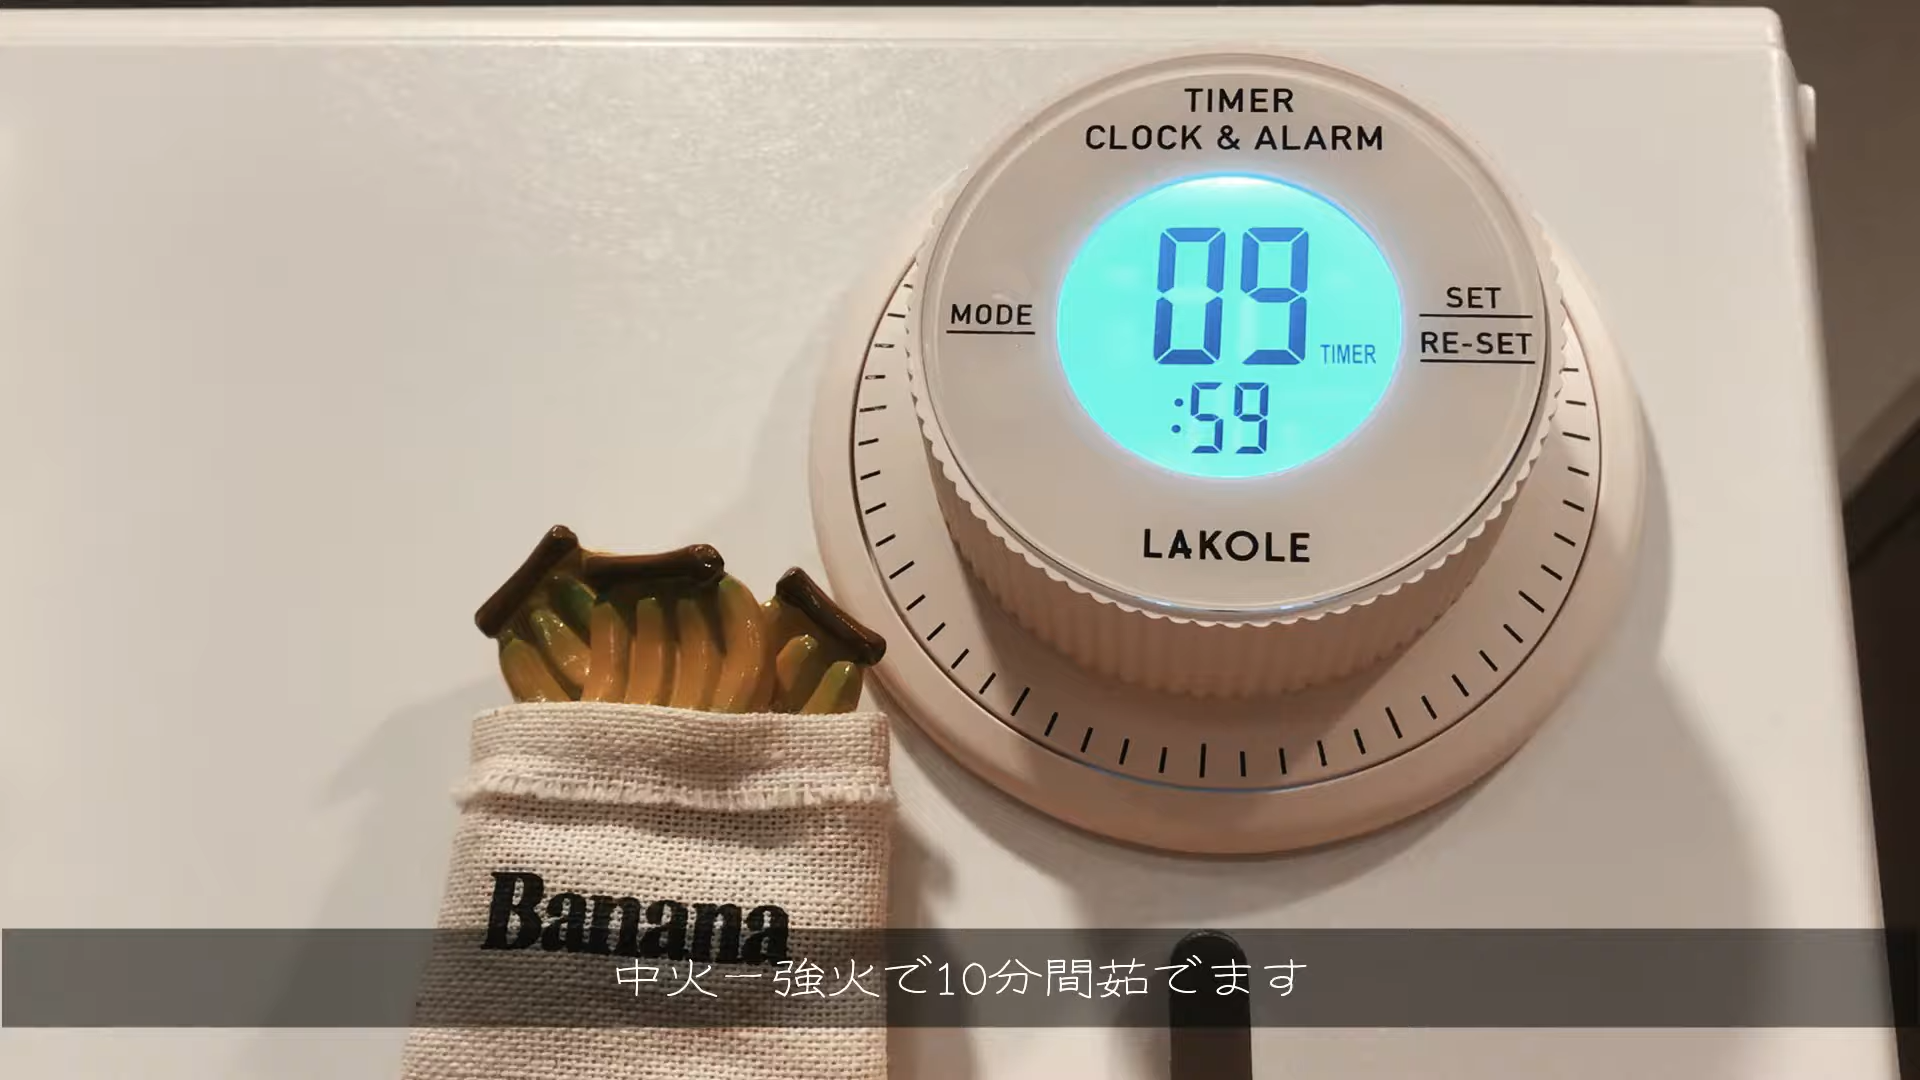 TIMER
CLOCK & ALARM
MODE
09
TIMER
:59
SET
RE-SET
LAKOLE
Banana
中火ー強火で10分間茹でます